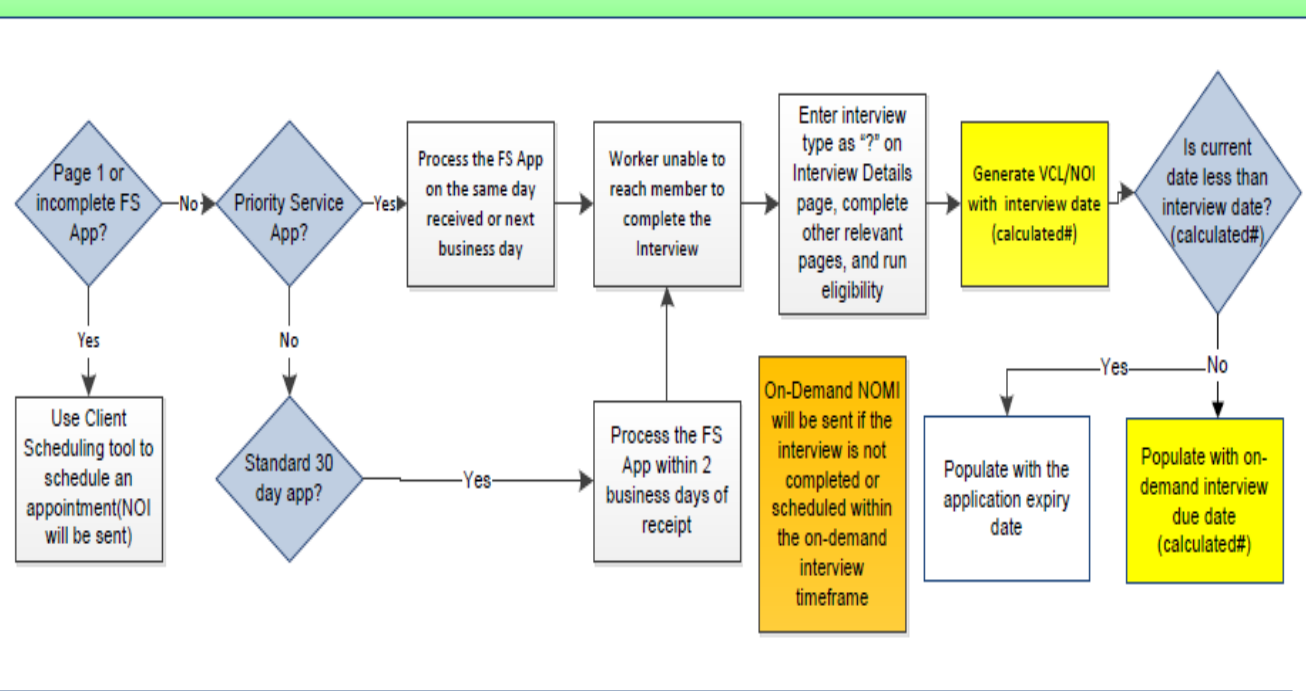 Page 1 or
incomplete FS
App?
No
Priority Service
App?
Yes
Process the FS App
on the same day
received or next
business day
Worker unable to
reach member to
complete the
Interview
Enter interview
type as “?” on
Interview Details
page, complete
other relevant
pages, and run
eligibility
Generate VCL/NOI
with interview date
(calculated#)
Is current
date less than
interview date?
(calculated#)
Yes
No
Yes
No
Use Client
Scheduling tool to
schedule an
appointment(NOI
will be sent)
Standard 30
day app?
Yes
Process the FS
App within 2
business days of
receipt
On-Demand NOMI
will be sent if the
interview is not
completed or
scheduled within
the on-demand
interview
timeframe
Populate with the
application expiry
date
Populate with on-
demand interview
due date
(calculated#)